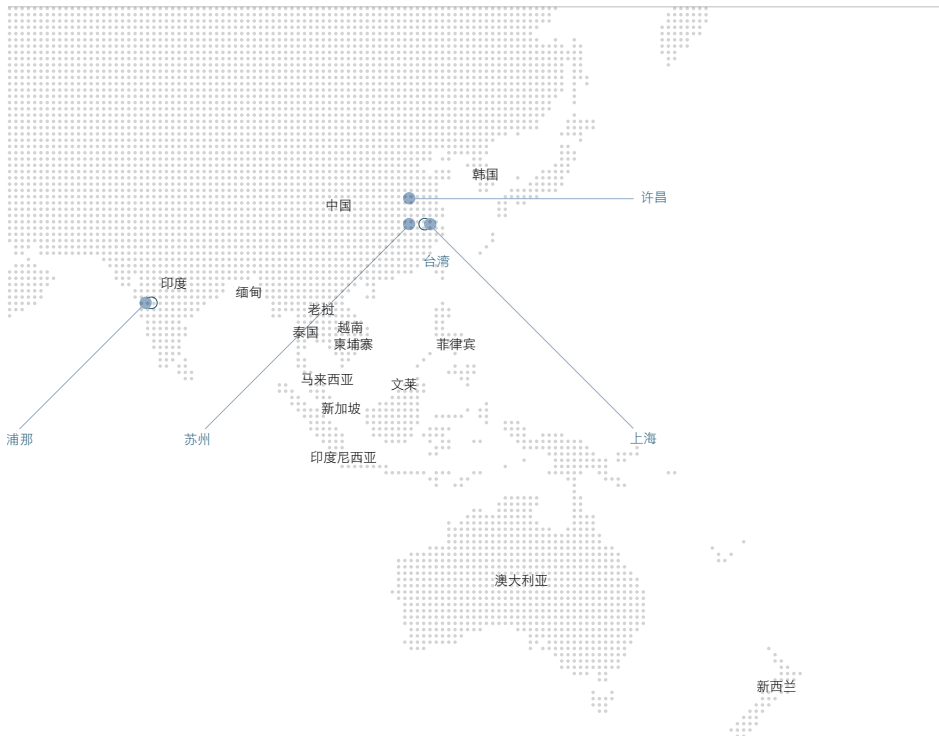 韩国
许昌
中国
台湾
印度
缅甸
老挝
越南
泰国
柬埔寨
菲律宾
马来西亚
文莱
新加坡
浦那
苏州
上海
印度尼西亚
澳大利亚
新西兰